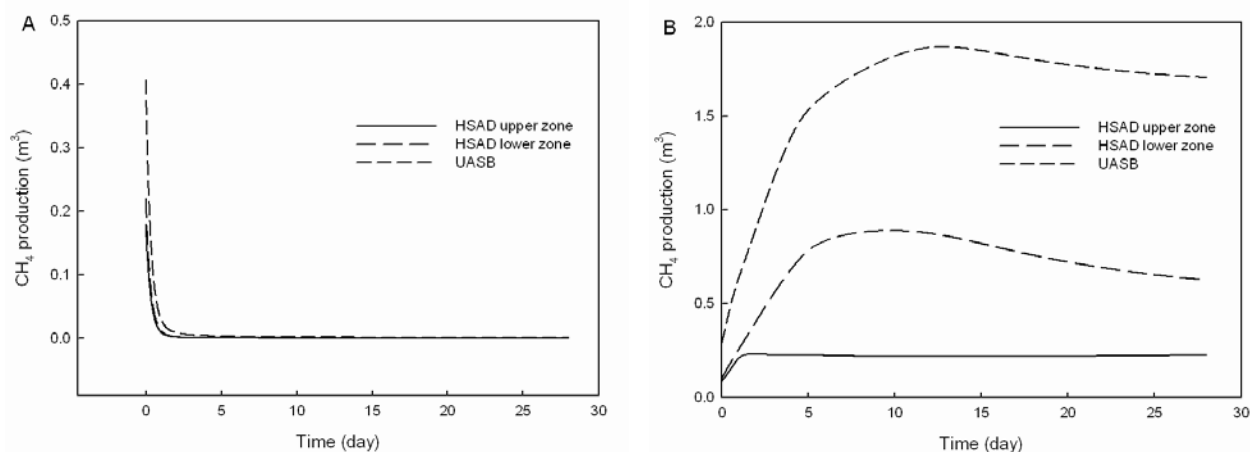 A
0.5
0.4
0.3
0.2
0.1
0.0
CH₄ production (m³)
HSAD upper zone
HSAD lower zone
UASB
0 5 10 15 20 25 30
Time (day)
B
2.0
1.5
1.0
0.5
0.0
CH₄ production (m³)
HSAD upper zone
HSAD lower zone
UASB
0 5 10 15 20 25 30
Time (day)